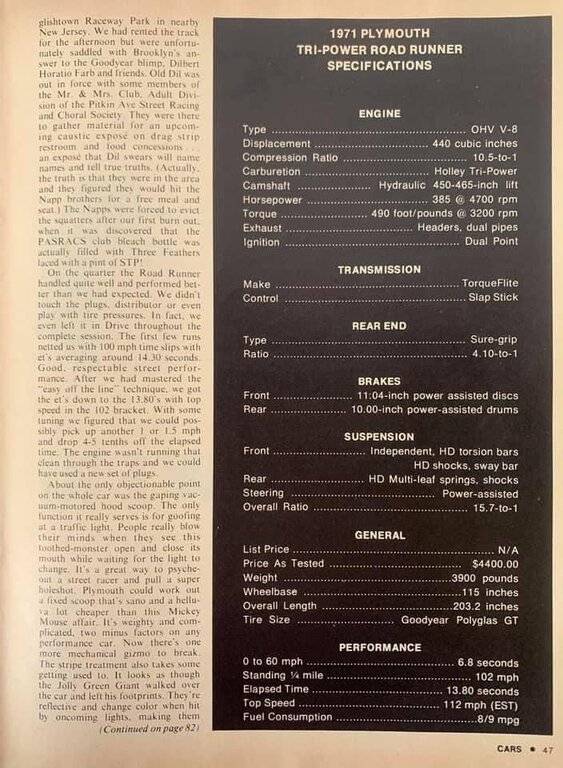 glishtown Raceway Park in nearby
New Jersey. We had rented the track
for the afternoon but were unfortu-
nately saddled with Brooklyn's an-
swer to the Goodyear blimp, Dilbert
Horatio Farb and friends. Old Dil was
out in force with some members of
the Mr. & Mrs. Club, Adult Divi-
sion of the Pitkin Ave Street Racing
and Choral Society. They were there
to gather material for an upcom-
ing caustic exposé on drag strip
restroom and food concessions . . .
an exposé that Dil swears will name
names and tell true truths. (Actually,
the truth is that they were in the area
and they figured they would hit the
Napp brothers for a free meal and
seat.) The Napps were forced to evict
the squatters after our first burn out,
when it was discovered that the
PASRACS club bleach bottle was
actually filled with Three Feathers
laced with a pint of STP!
On the quarter the Road Runner
handled quite well and performed bet-
ter than we had expected. We didn't
touch the plugs, distributor or even
play with tire pressures. In fact, we
even left it in Drive throughout the
complete session. The first few runs
netted us with 100 mph time slips with
et's averaging around 14.30 seconds.
Good, respectable street perfor-
mance. After we had mastered the
"easy off the line" technique, we got
the et's down to the 13.80's with top
speed in the 102 bracket. With some
tuning we figured that we could pos-
sibly pick up another 1 or 1.5 mph
and drop 4-5 tenths off the elapsed
time. The engine wasn't running that
clean through the traps and we could
have used a new set of plugs.
About the only objectionable point
on the whole car was the gaping vac-
uum-motored hood scoop. The only
function it really serves is for goofing
at a traffic light. People really blow
their minds when they see this
toothed-monster open and close its
mouth while waiting for the light to
change. It's a great way to psyche-
out a street racer and pull a super
holeshot. Plymouth could work out
a fixed scoop that's sano and a hellu-
va lot cheaper than this Mickey
Mouse affair. It's weighty and com-
plicated, two minus factors on any
performance car. Now there's one
more mechanical gizmo to break.
The stripe treatment also takes some
getting used to. It looks as though
the Jolly Green Giant walked over
the car and left his footprints. They're
reflective and change color when hit
by oncoming lights, making them
(Continued on page 82)
1971 PLYMOUTH
TRI-POWER ROAD RUNNER
SPECIFICATIONS
ENGINE
Type ........ OHV V-8
Displacement ........ 440 cubic inches
Compression Ratio ........ 10.5-to-1
Carburetion ........ Holley Tri-Power
Camshaft ........ Hydraulic 450-465-inch lift
Horsepower ........ 385 @ 4700 rpm
Torque ........ 490 foot/pounds @ 3200 rpm
Exhaust ........ Headers, dual pipes
Ignition ........ Dual Point
TRANSMISSION
Make ........ TorqueFlite
Control ........ Slap Stick
REAR END
Type ........ Sure-grip
Ratio ........ 4.10-to-1
BRAKES
Front ........ 11:04-inch power assisted discs
Rear ........ 10.00-inch power-assisted drums
SUSPENSION
Front ........ Independent, HD torsion bars
HD shocks, sway bar
Rear ........ HD Multi-leaf springs, shocks
Steering ........ Power-assisted
Overall Ratio ........ 15.7-to-1
GENERAL
List Price ........ N/A
Price As Tested ........ $4400.00
Weight ........ 3900 pounds
Wheelbase ........ 115 inches
Overall Length ........ 203.2 inches
Tire Size ........ Goodyear Polyglas GT
PERFORMANCE
0 to 60 mph ........ 6.8 seconds
Standing ¼ mile ........ 102 mph
Elapsed Time ........ 13.80 seconds
Top Speed ........ 112 mph (EST)
Fuel Consumption ........ 8/9 mpg
CARS • 47